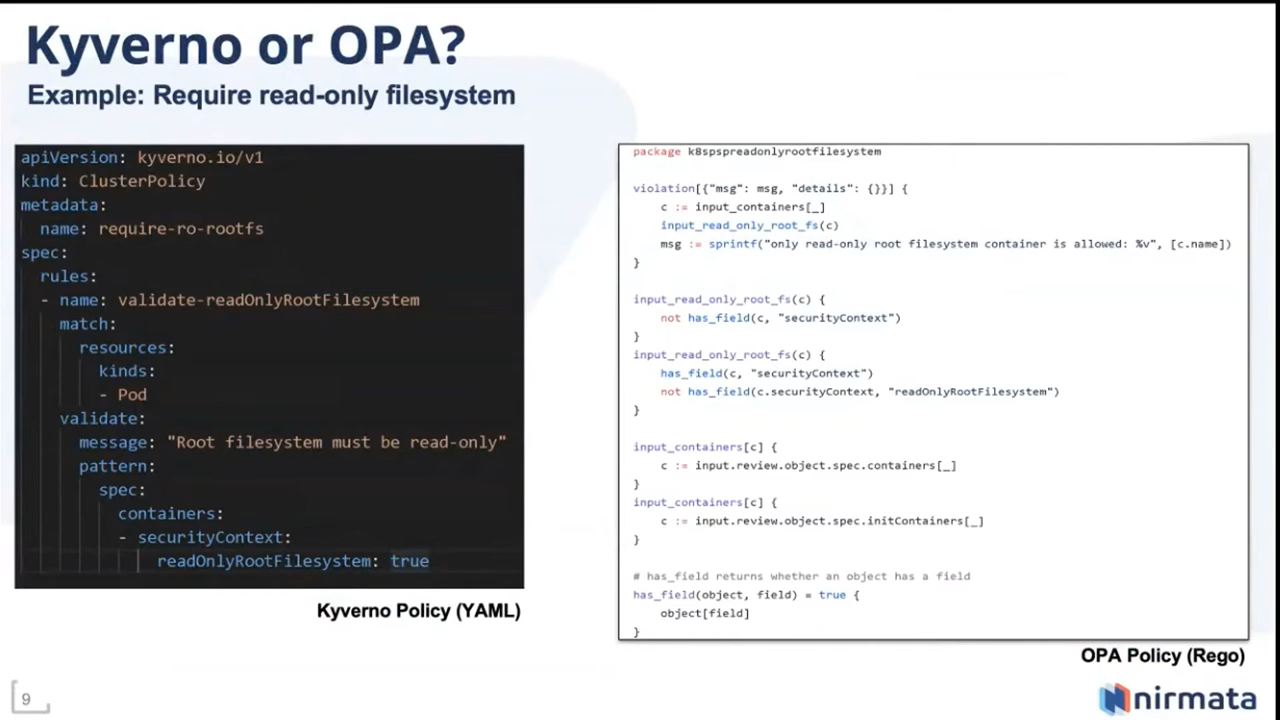 Kyverno or OPA?
Example: Require read-only filesystem
apiVersion: kyverno.io/v1
kind: ClusterPolicy
metadata:
  name: require-ro-rootfs
spec:
  rules:
  - name: validate-readOnlyRootFilesystem
    match:
      resources:
        kinds:
        - Pod
    validate:
      message: "Root filesystem must be read-only"
      pattern:
        spec:
          containers:
          - securityContext:
              readOnlyRootFilesystem: true
Kyverno Policy (YAML)
package k8spspreadonlyrootfilesystem
violation[{"msg": msg, "details": {}}] {
    c := input_containers[_]
    input_read_only_root_fs(c)
    msg := sprintf("only read-only root filesystem container is allowed: %v", [c.name])
}
input_read_only_root_fs(c) {
    not has_field(c, "securityContext")
}
input_read_only_root_fs(c) {
    has_field(c, "securityContext")
    not has_field(c.securityContext, "readOnlyRootFilesystem")
}
input_containers[c] {
    c := input.review.object.spec.containers[_]
}
input_containers[c] {
    c := input.review.object.spec.initContainers[_]
}
# has_field returns whether an object has a field
has_field(object, field) = true {
    object[field]
}
OPA Policy (Rego)
9
nirmata